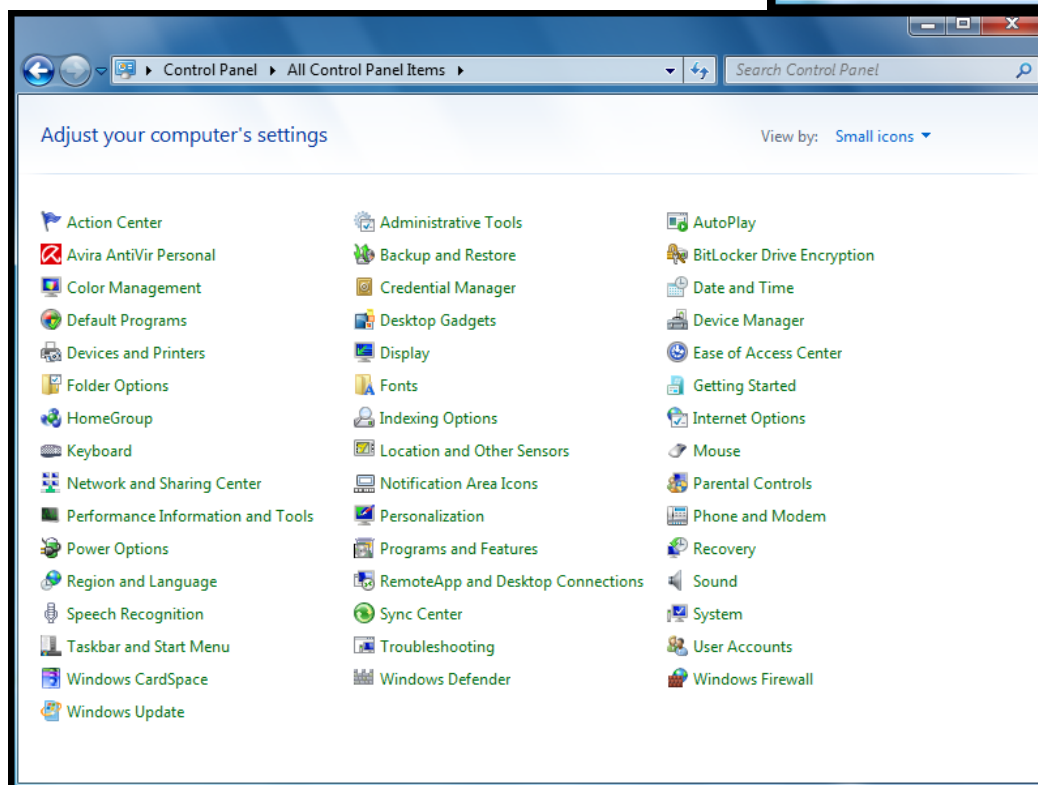 Control Panel All Control Panel Items Search Control Panel
Adjust your computer's settings View by: Small icons
Action Center Administrative Tools AutoPlay
Avira AntiVir Personal Backup and Restore BitLocker Drive Encryption
Color Management Credential Manager Date and Time
Default Programs Desktop Gadgets Device Manager
Devices and Printers Display Ease of Access Center
Folder Options Fonts Getting Started
HomeGroup Indexing Options Internet Options
Keyboard Location and Other Sensors Mouse
Network and Sharing Center Notification Area Icons Parental Controls
Performance Information and Tools Personalization Phone and Modem
Power Options Programs and Features Recovery
Region and Language RemoteApp and Desktop Connections Sound
Speech Recognition Sync Center System
Taskbar and Start Menu Troubleshooting User Accounts
Windows CardSpace Windows Defender Windows Firewall
Windows Update